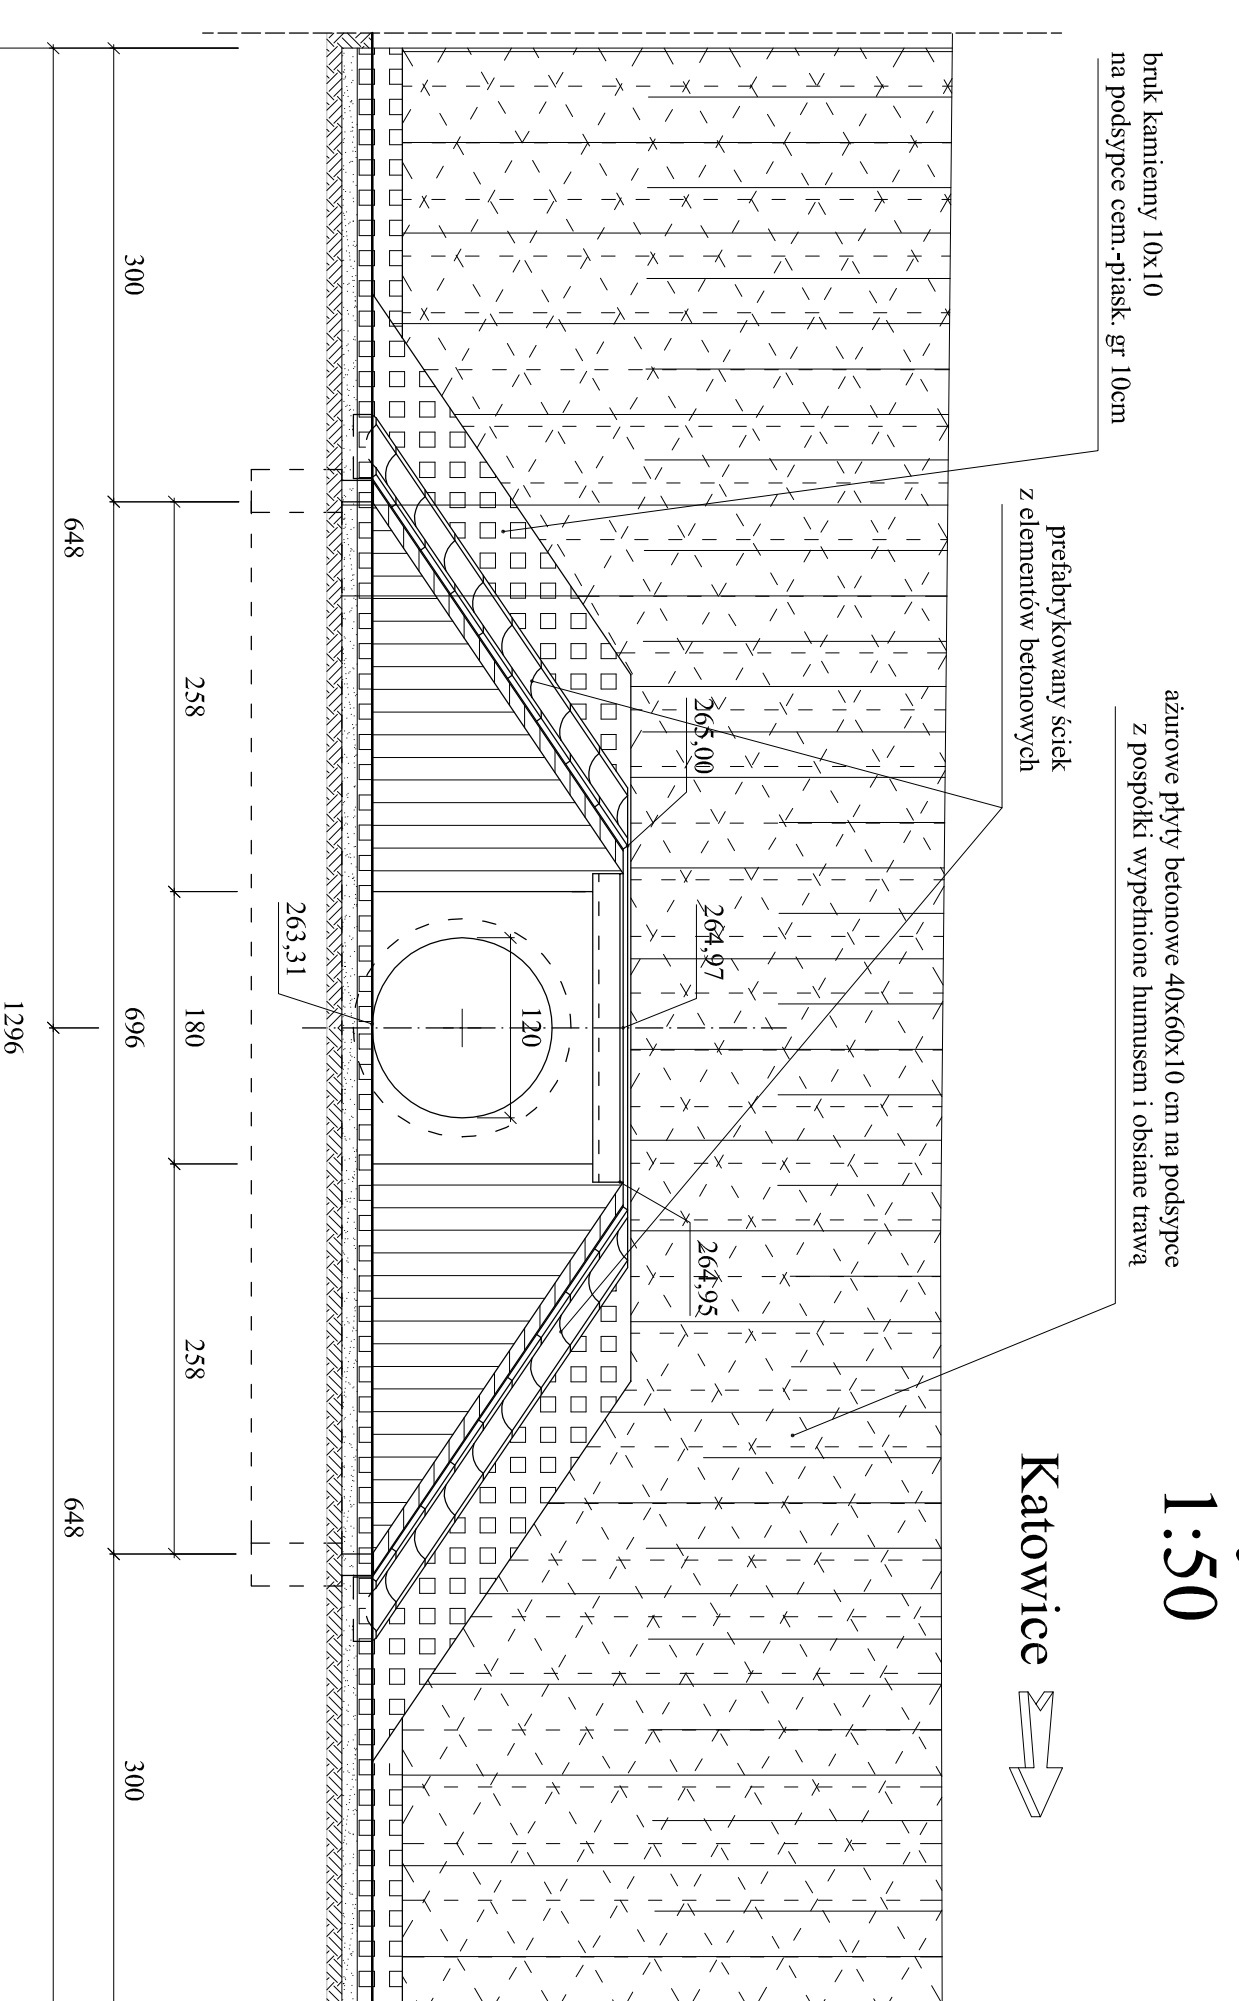 1:50
Katowice
bruk kamienny 10x10
na podsypce cem.-piask. gr 10cm
ażurowe płyty betonowe 40x60x10 cm na podsypce
z pospółki wypełnione humusem i obsiane trawą
prefabrykowany ściek
z elementów betonowych
265,00
264,97
264,95
120
263,31
258
180
258
300
696
300
648
648
1296